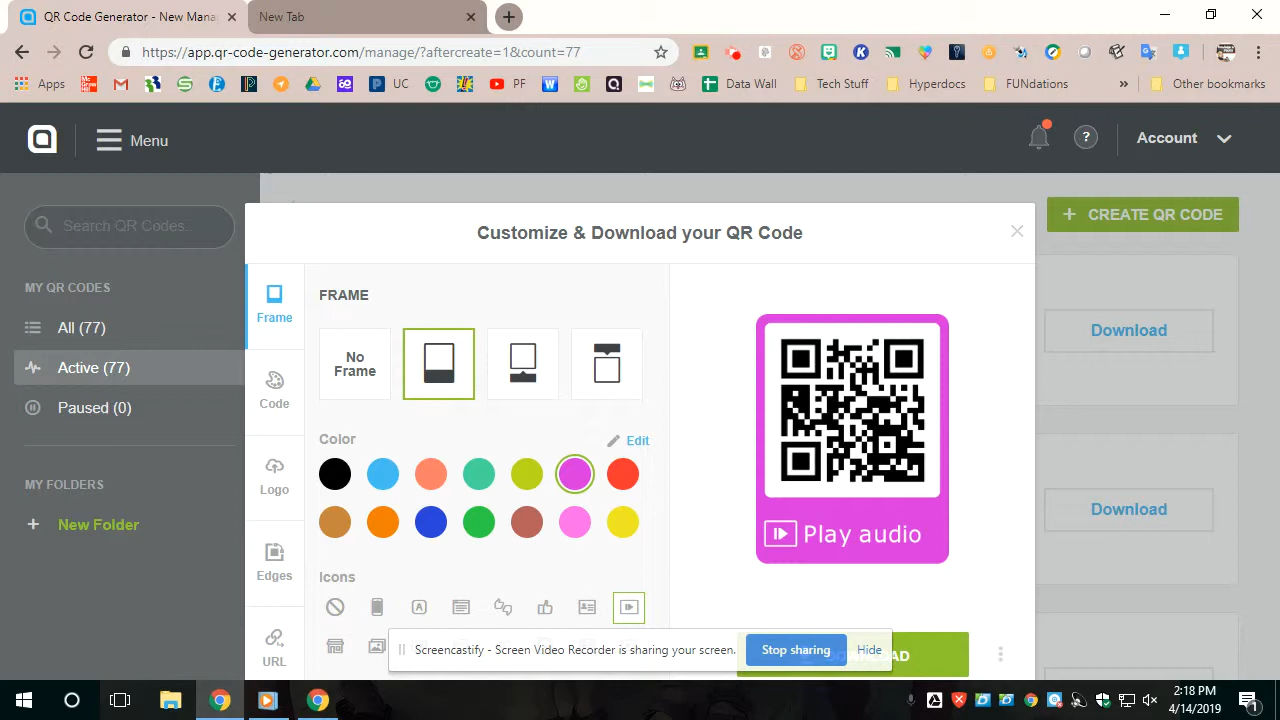 QR Code Generator - New Mana
New Tab
https://app.qr-code-generator.com/manage/?aftercreate=1&count=77
Apps
UC
PF
Data Wall
Tech Stuff
Hyperdocs
FUNdations
»
Other bookmarks
Menu
?
Account
Search QR Codes..
+ CREATE QR CODE
Customize & Download your QR Code
MY QR CODES
All (77)
Active (77)
Paused (0)
MY FOLDERS
+ New Folder
Frame
Code
Logo
Edges
URL
FRAME
No
Frame
Color
Edit
Icons
Play audio
Download
Download
Screencastify - Screen Video Recorder is sharing your screen.
Stop sharing
Hide
2:18 PM
4/14/2019